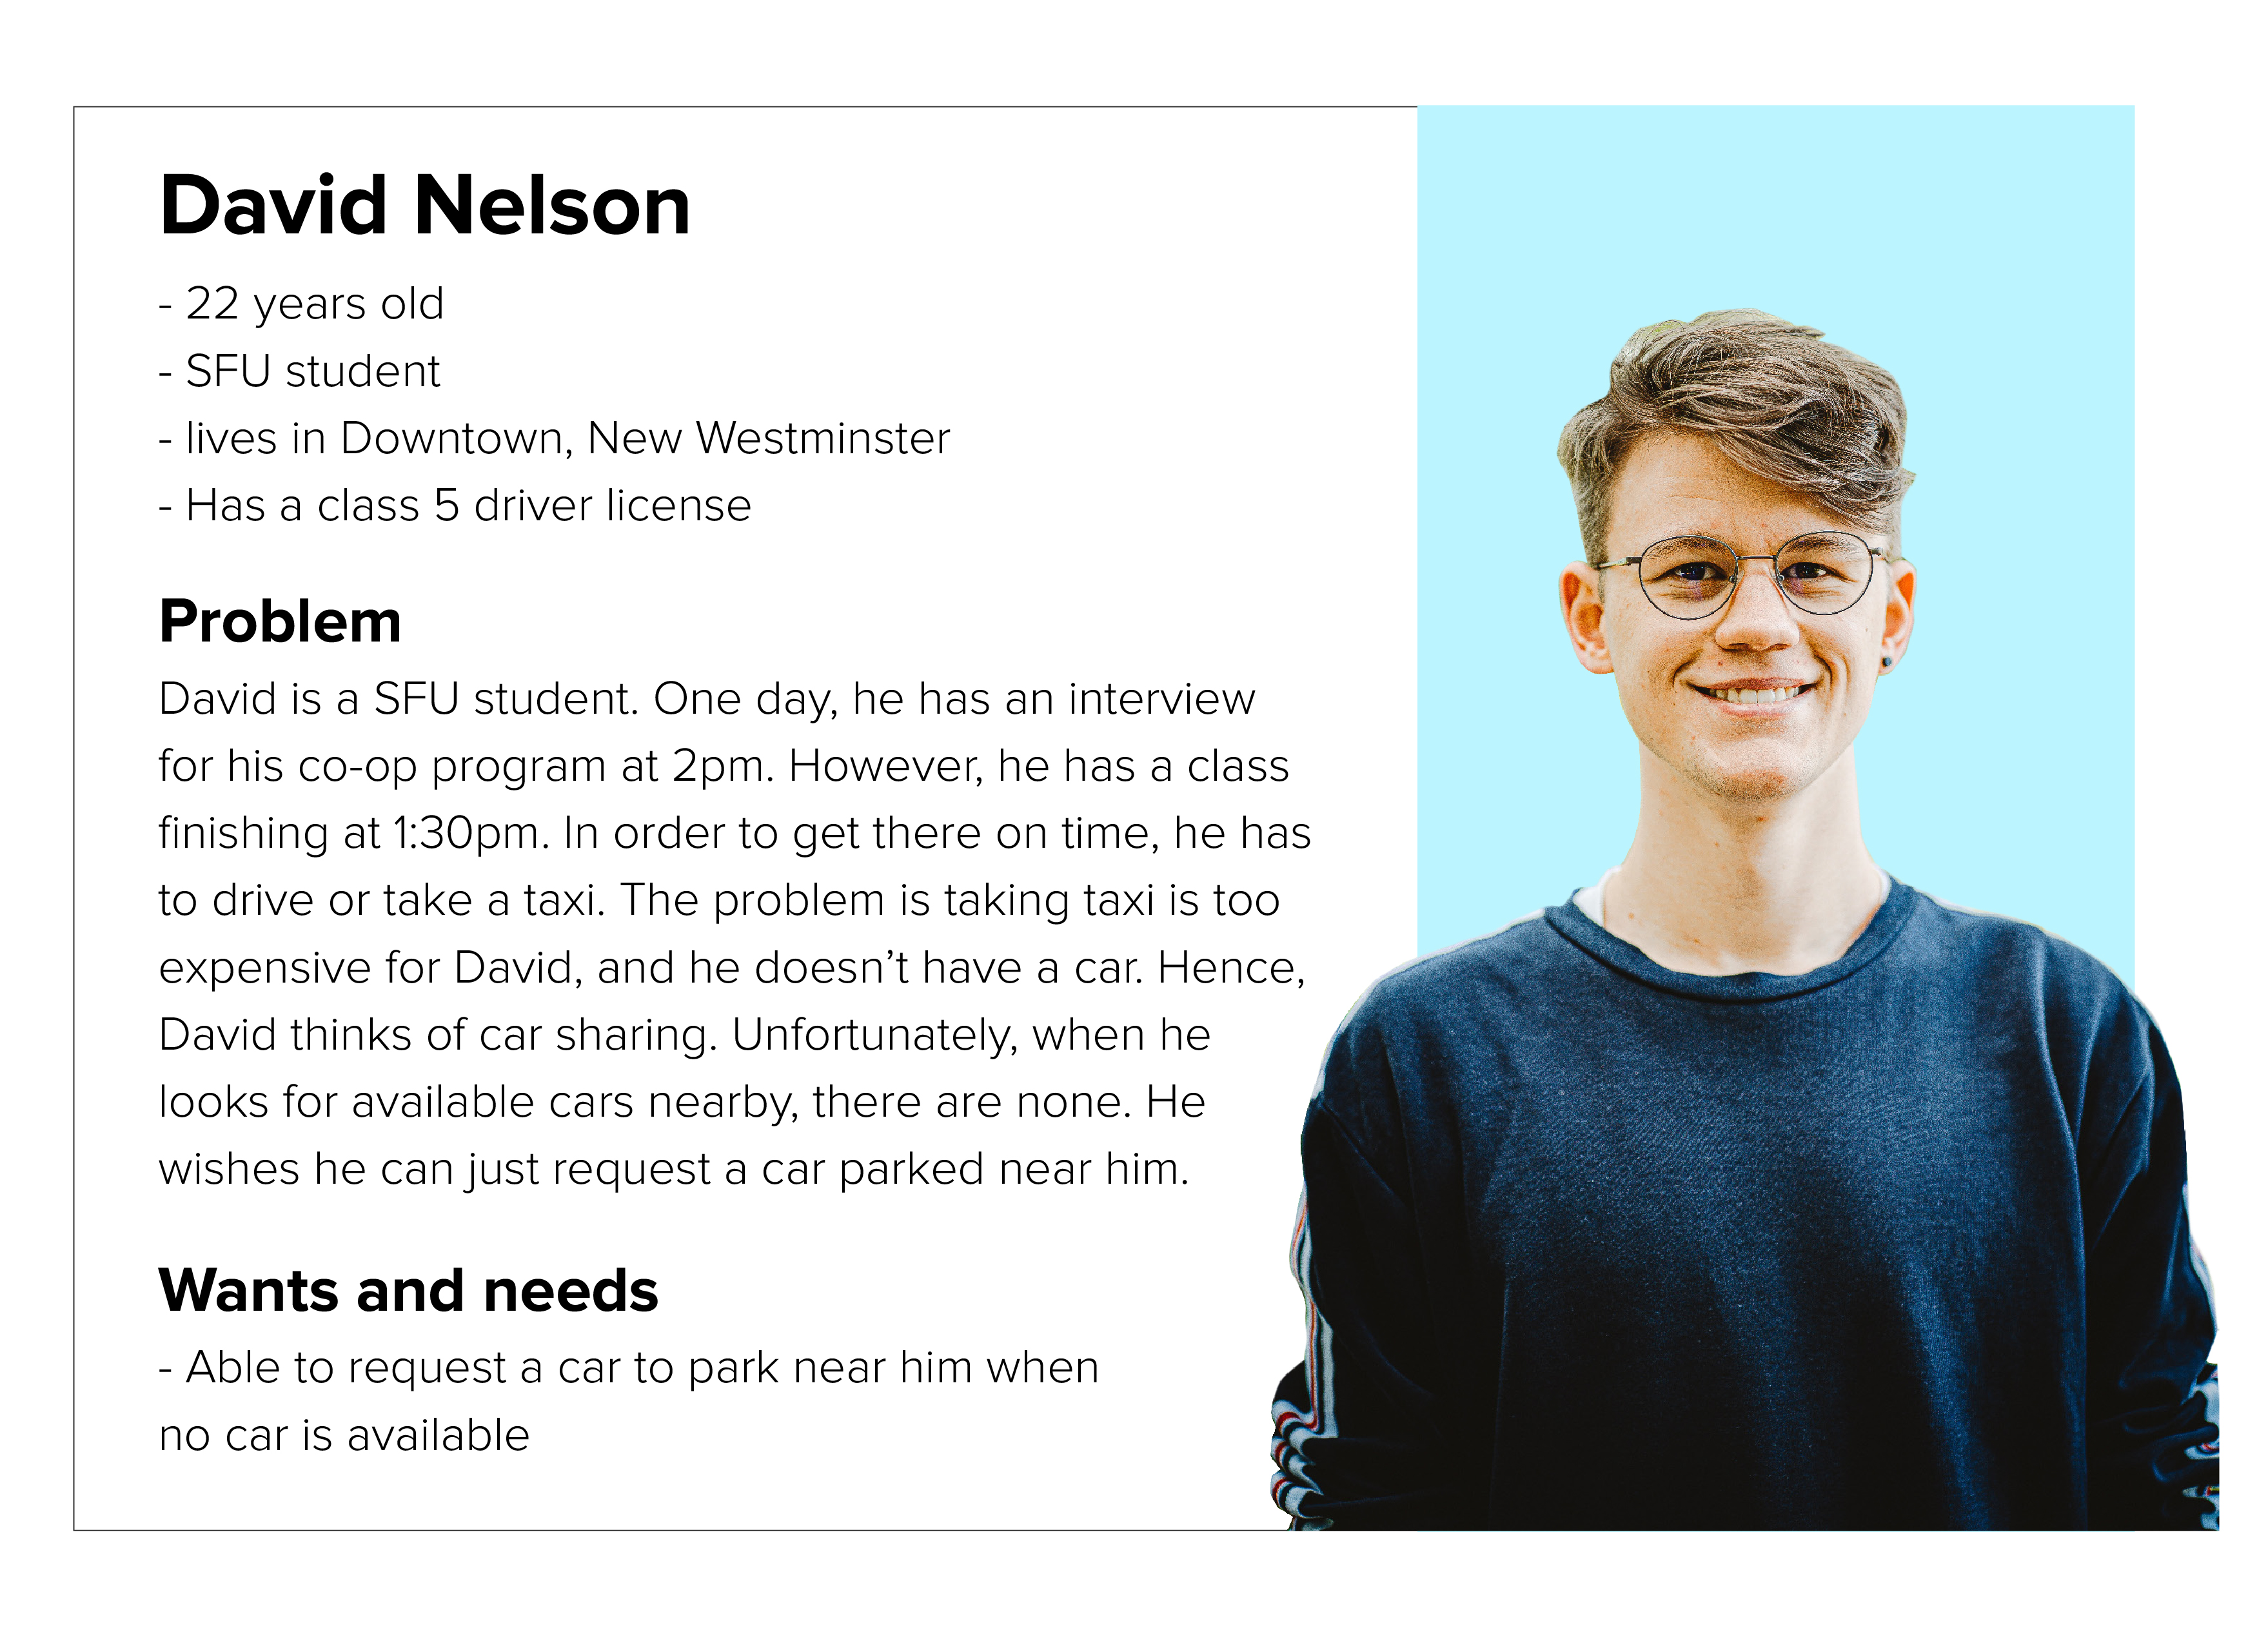 David Nelson
- 22 years old
- SFU student
- lives in Downtown, New Westminster
- Has a class 5 driver license
Problem
David is a SFU student. One day, he has an interview
for his co-op program at 2pm. However, he has a class
finishing at 1:30pm. In order to get there on time, he has
to drive or take a taxi. The problem is taking taxi is too
expensive for David, and he doesn’t have a car. Hence,
David thinks of car sharing. Unfortunately, when he
looks for available cars nearby, there are none. He
wishes he can just request a car parked near him.
Wants and needs
- Able to request a car to park near him when
no car is available